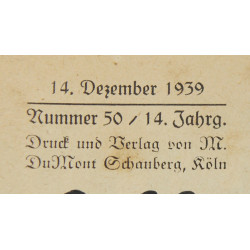 14. Dezember 1939
Nummer 50 / 14. Jahrg.
Druck und Verlag von M.
DuMont Schauberg, Köln